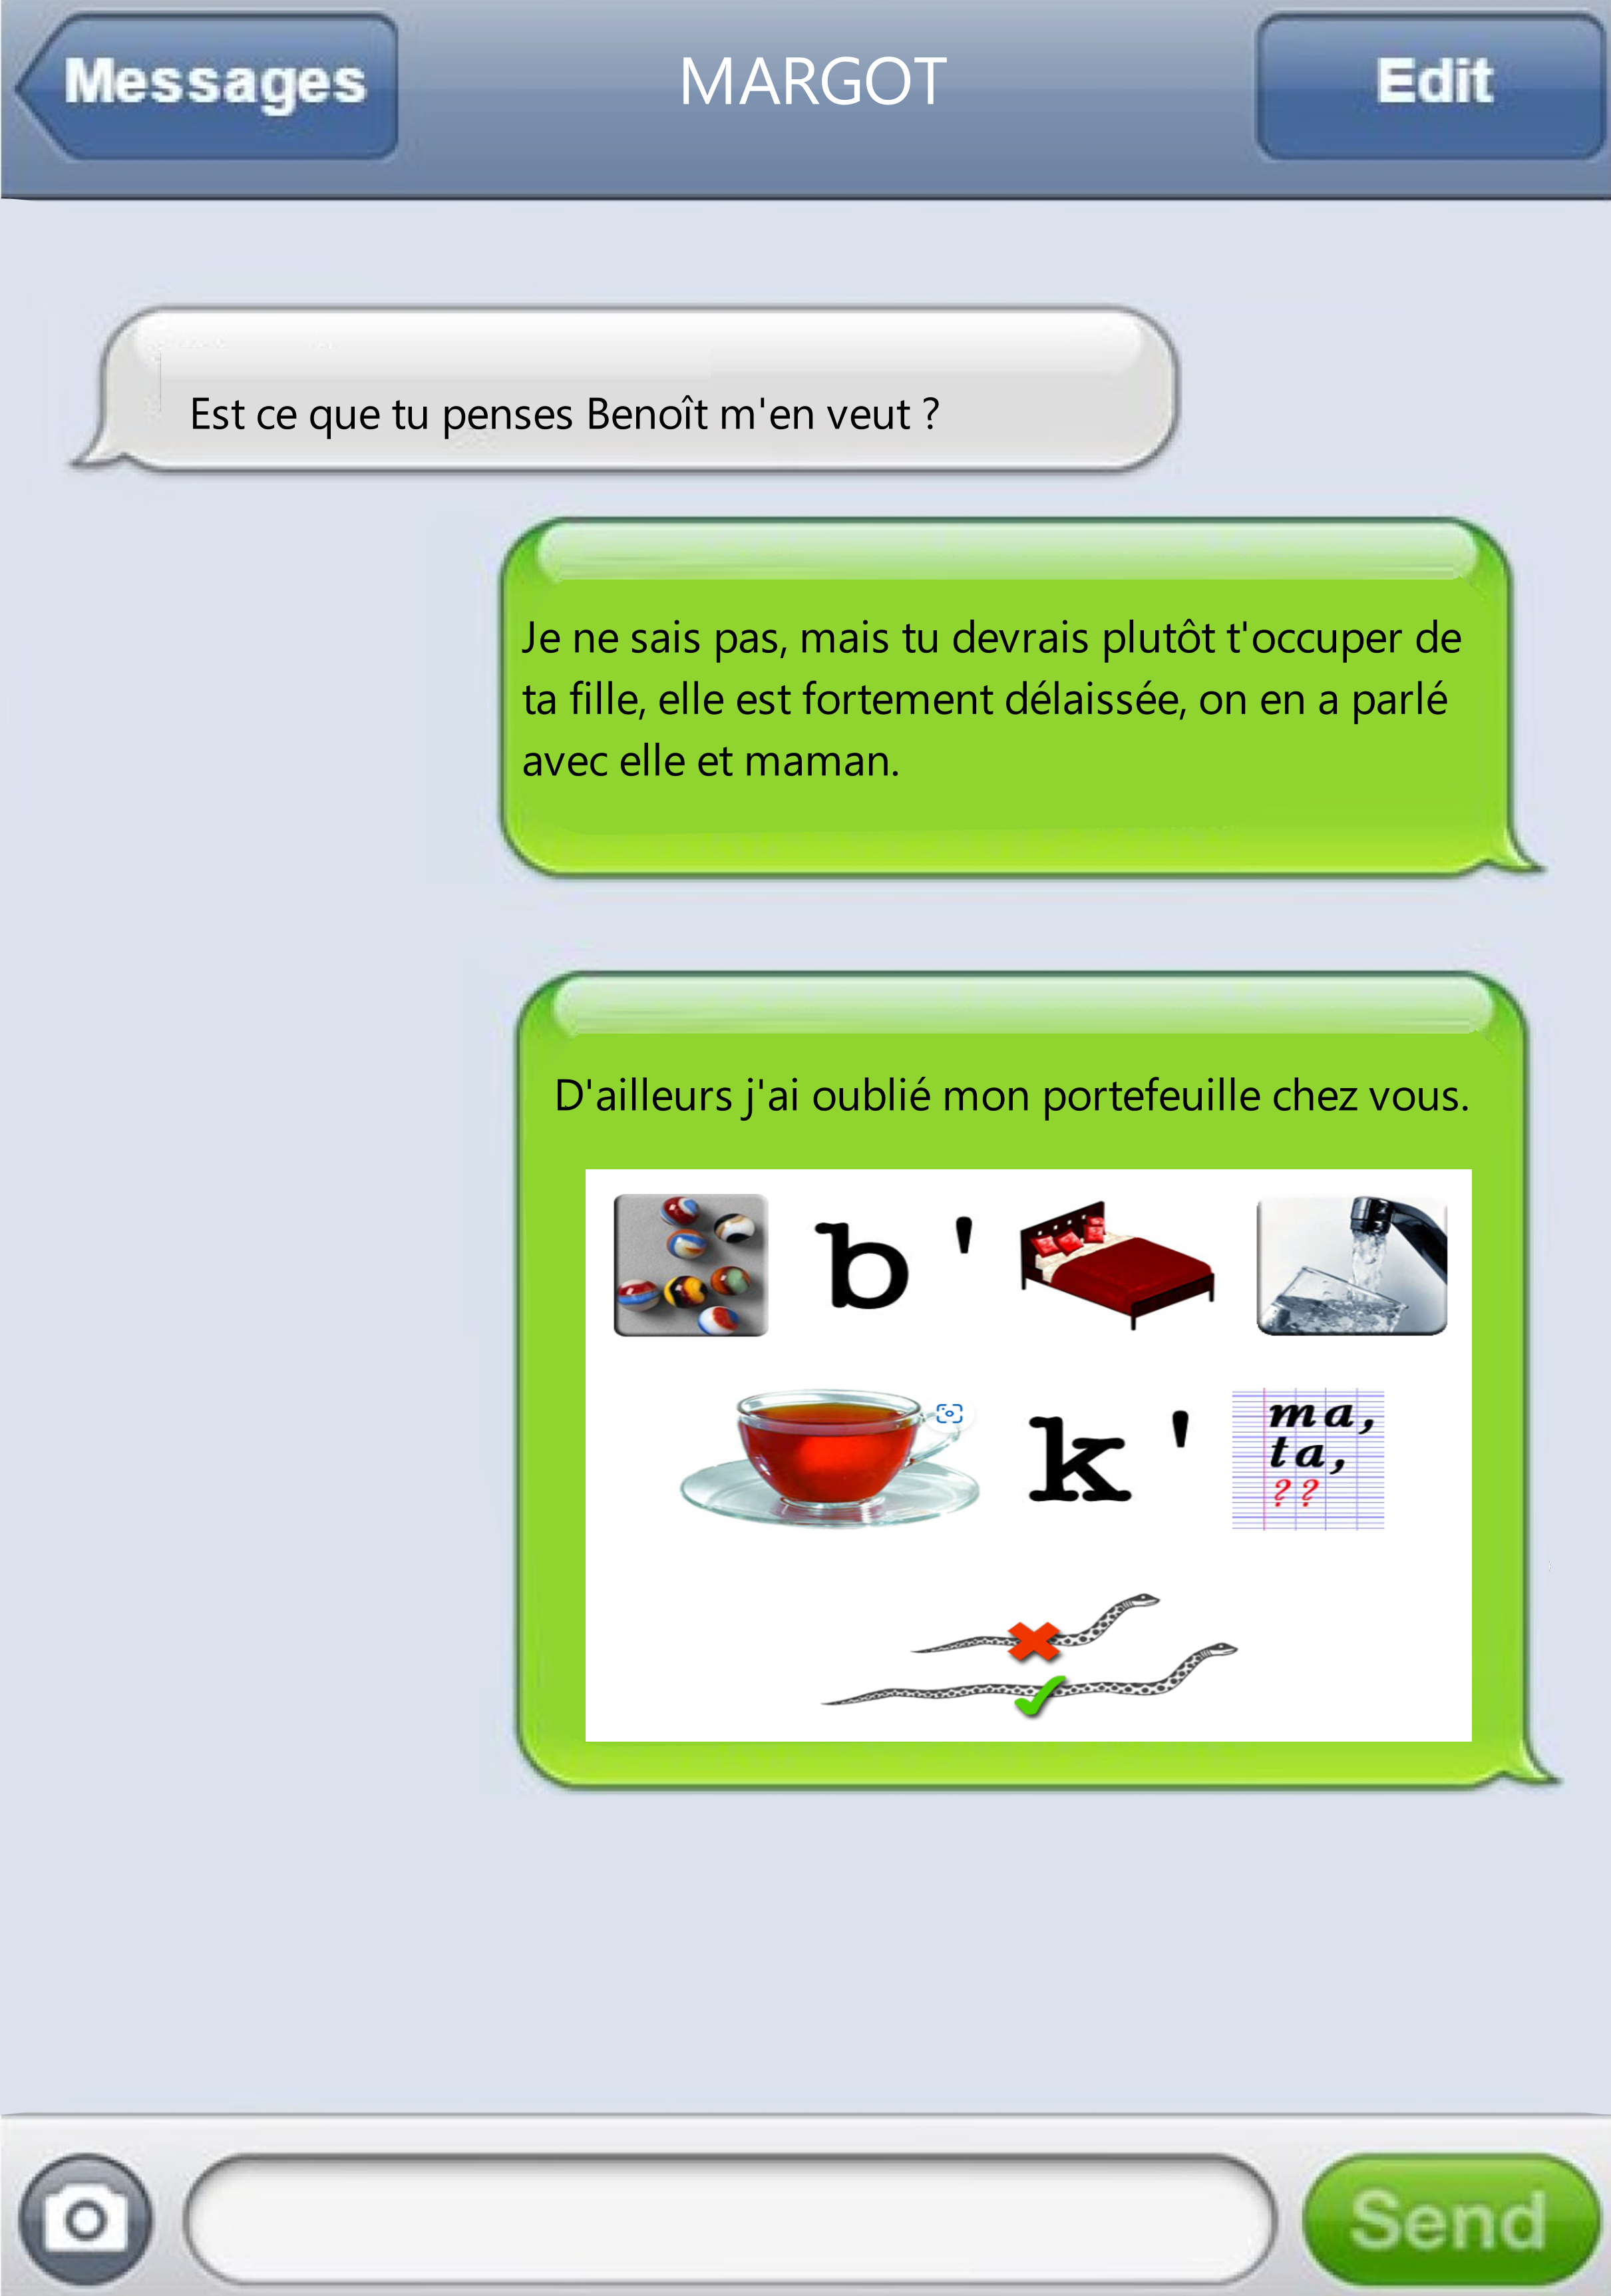 Messages
MARGOT
Edit
Est ce que tu penses Benoît m'en veut ?
Je ne sais pas, mais tu devrais plutôt t'occuper de
ta fille, elle est fortement délaissée, on en a parlé
avec elle et maman.
D'ailleurs j'ai oublié mon portefeuille chez vous.
b '
k '
ma,
ta,
??
Send